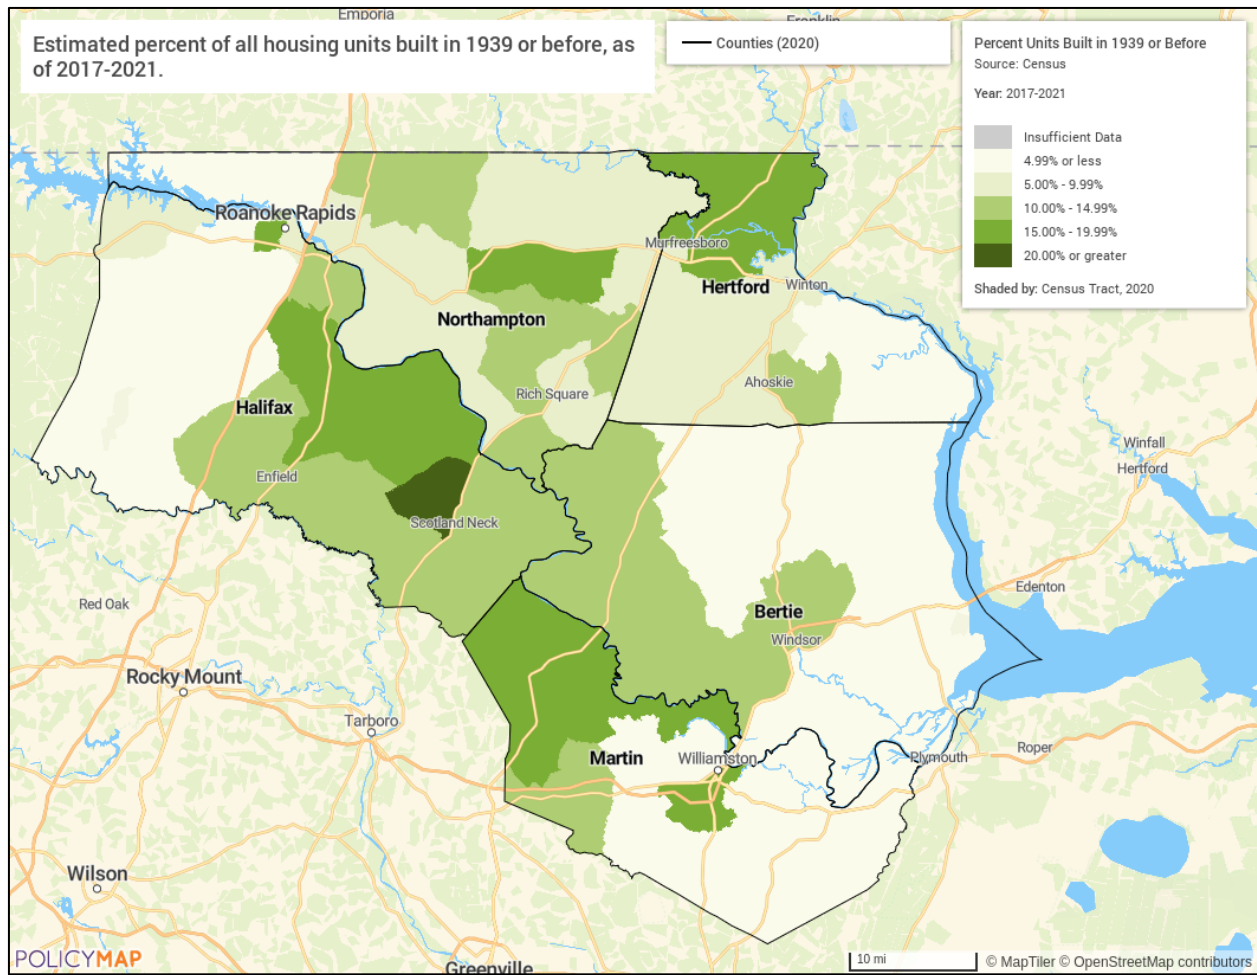 Estimated percent of all housing units built in 1939 or before, as
of 2017-2021.
Counties (2020)
Percent Units Built in 1939 or Before
Source: Census
Year: 2017-2021
Insufficient Data
4.99% or less
5.00% - 9.99%
10.00% - 14.99%
15.00% - 19.99%
20.00% or greater
Shaded by: Census Tract, 2020
Emporia
Franklin
Roanoke Rapids
Murfreesboro
Hertford
Winton
Northampton
Ahoskie
Rich Square
Halifax
Winfall
Hertford
Enfield
Scotland Neck
Edenton
Red Oak
Bertie
Windsor
Rocky Mount
Tarboro
Roper
Martin
Williamston
Plymouth
Wilson
POLICYMAP
Greenville
10 mi
© MapTiler © OpenStreetMap contributors